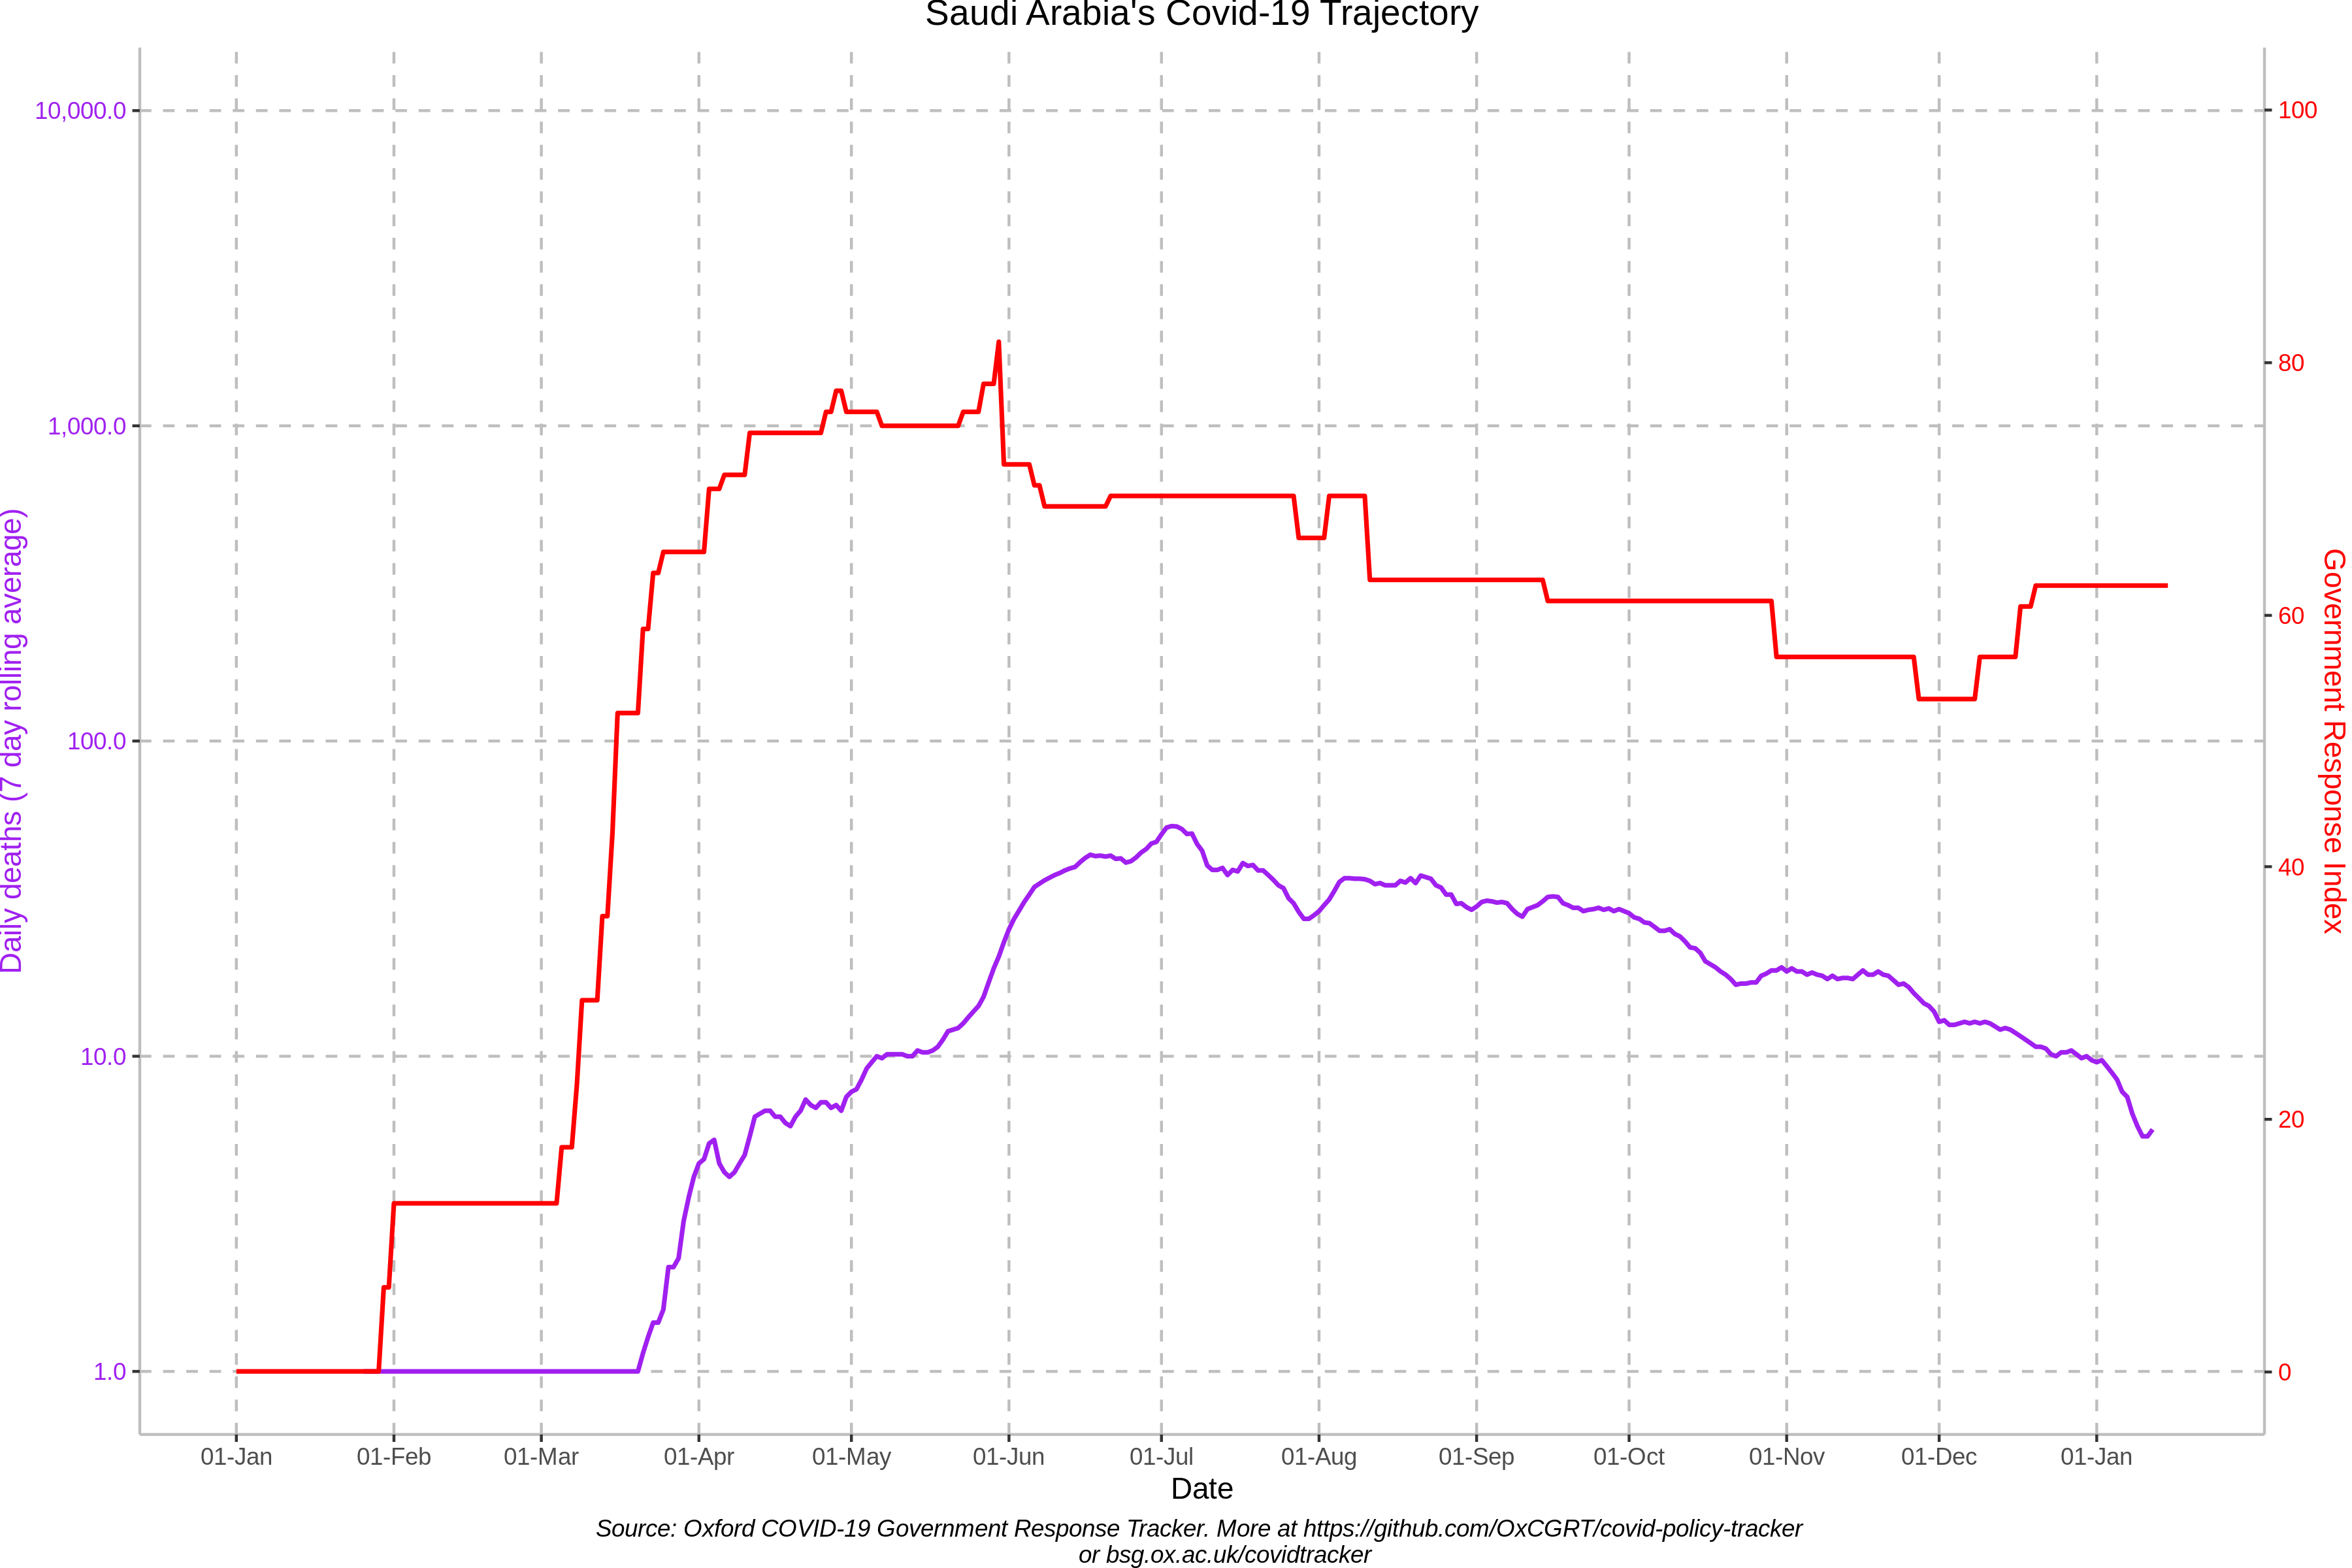 Saudi Arabia's Covid-19 Trajectory
10,000.0
1,000.0
100.0
10.0
1.0
Daily deaths (7 day rolling average)
100
80
60
40
20
0
Government Response Index
01-Jan 01-Feb 01-Mar 01-Apr 01-May 01-Jun 01-Jul 01-Aug 01-Sep 01-Oct 01-Nov 01-Dec 01-Jan
Date
Source: Oxford COVID-19 Government Response Tracker. More at https://github.com/OxCGRT/covid-policy-tracker
or bsg.ox.ac.uk/covidtracker